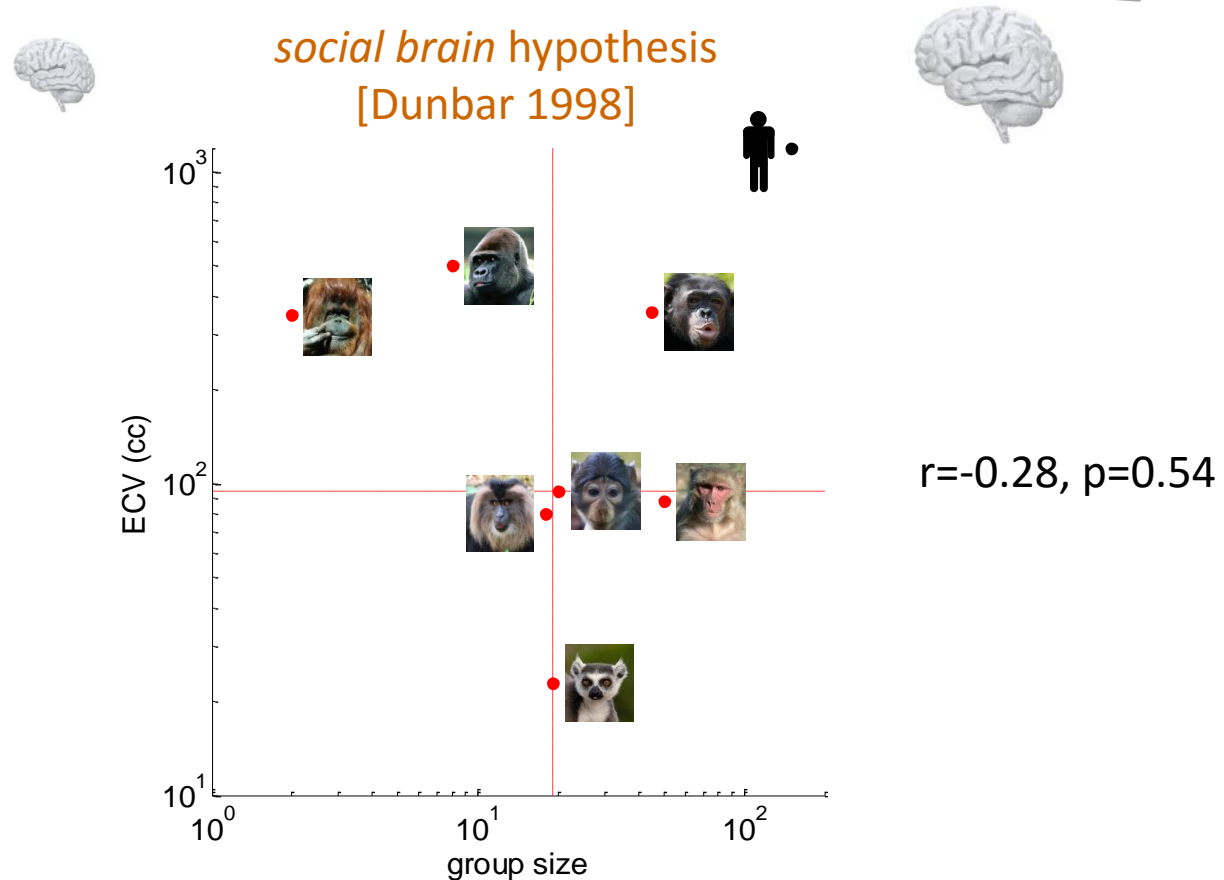 social brain hypothesis
[Dunbar 1998]
10³
10²
10¹
ECV (cc)
r=-0.28, p=0.54
10⁰
10¹
10²
group size